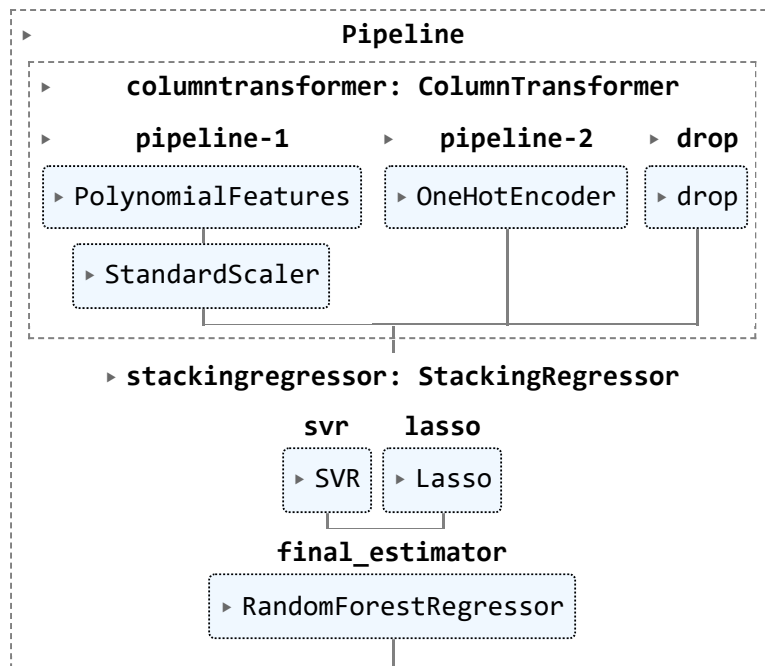 Pipeline
columntransformer: ColumnTransformer
pipeline-1 pipeline-2 drop
PolynomialFeatures OneHotEncoder drop
StandardScaler
stackingregressor: StackingRegressor
svr lasso
SVR Lasso
final_estimator
RandomForestRegressor